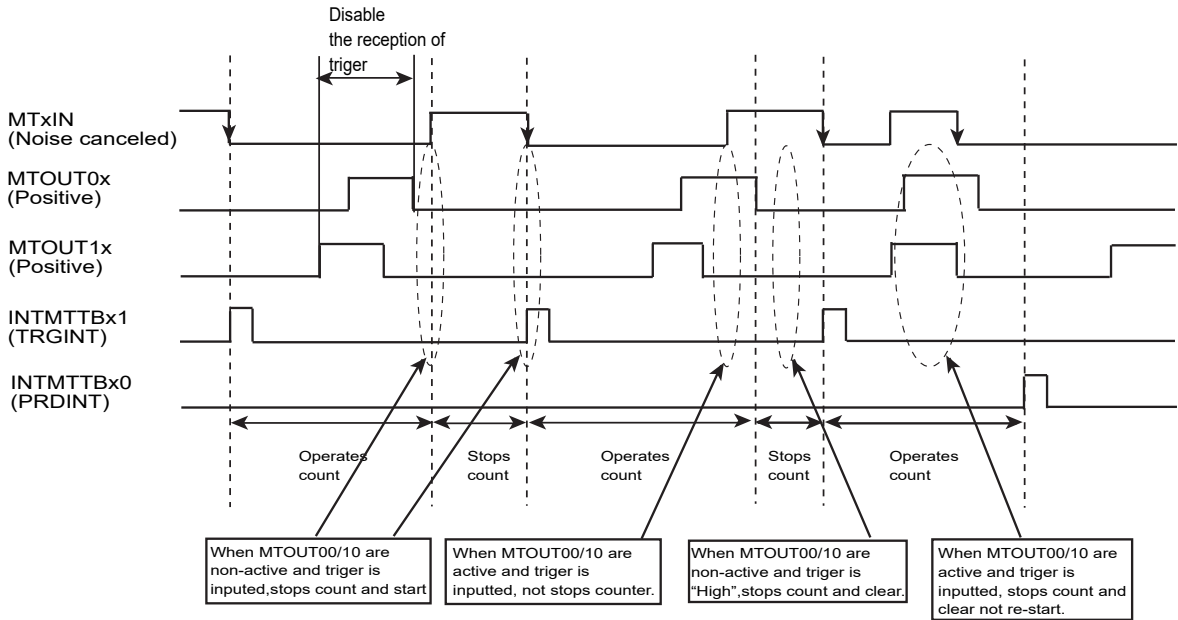 Disable
the reception of
triger
MTxIN
(Noise canceled)
MTOUT0x
(Positive)
MTOUT1x
(Positive)
INTMTTBx1
(TRGINT)
INTMTTBx0
(PRDINT)
Operates
count
Stops
count
Operates
count
Stops
count
Operates
count
When MTOUT00/10 are
non-active and triger is
inputed,stops count and start
When MTOUT00/10 are
active and triger is
inputted, not stops counter.
When MTOUT00/10 are
non-active and triger is
“High”,stops count and clear.
When MTOUT00/10 are
active and triger is
inputted, stops count and
clear not re-start.